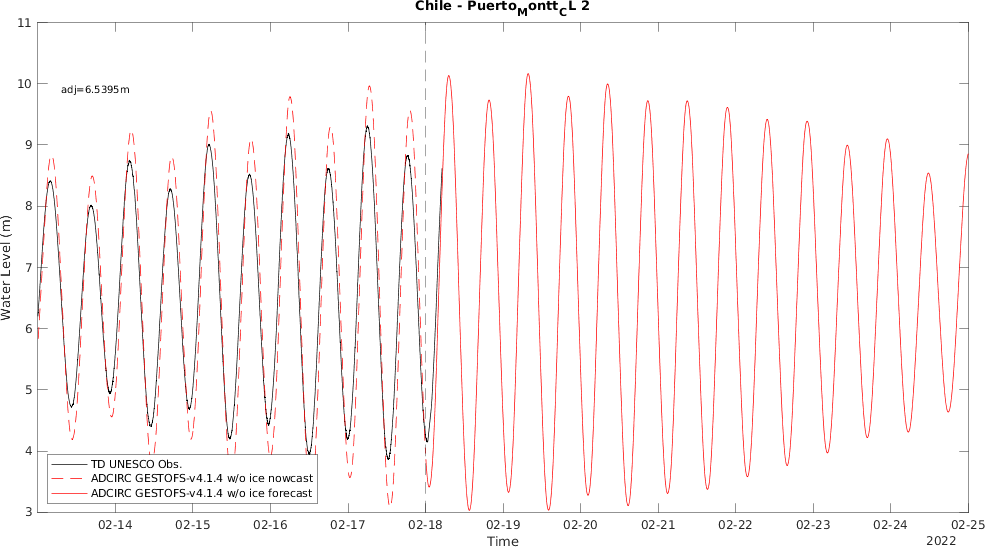 Chile - PuertoMonttCL 2
11
10
9
8
7
6
5
4
3
Water Level (m)
adj=6.5395m
TD UNESCO Obs.
ADCIRC GESTOFS-v4.1.4 w/o ice nowcast
ADCIRC GESTOFS-v4.1.4 w/o ice forecast
02-14 02-15 02-16 02-17 02-18 02-19 02-20 02-21 02-22 02-23 02-24 02-25
Time
2022